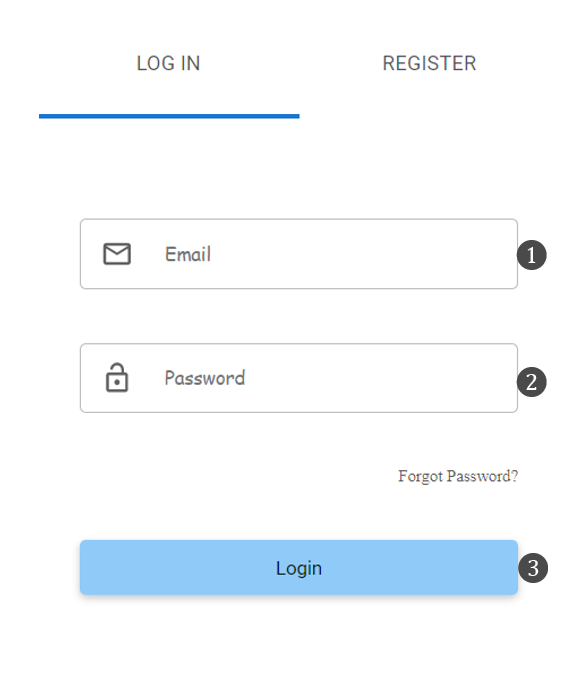 LOG IN REGISTER
Email 1
Password 2
Forgot Password?
Login 3